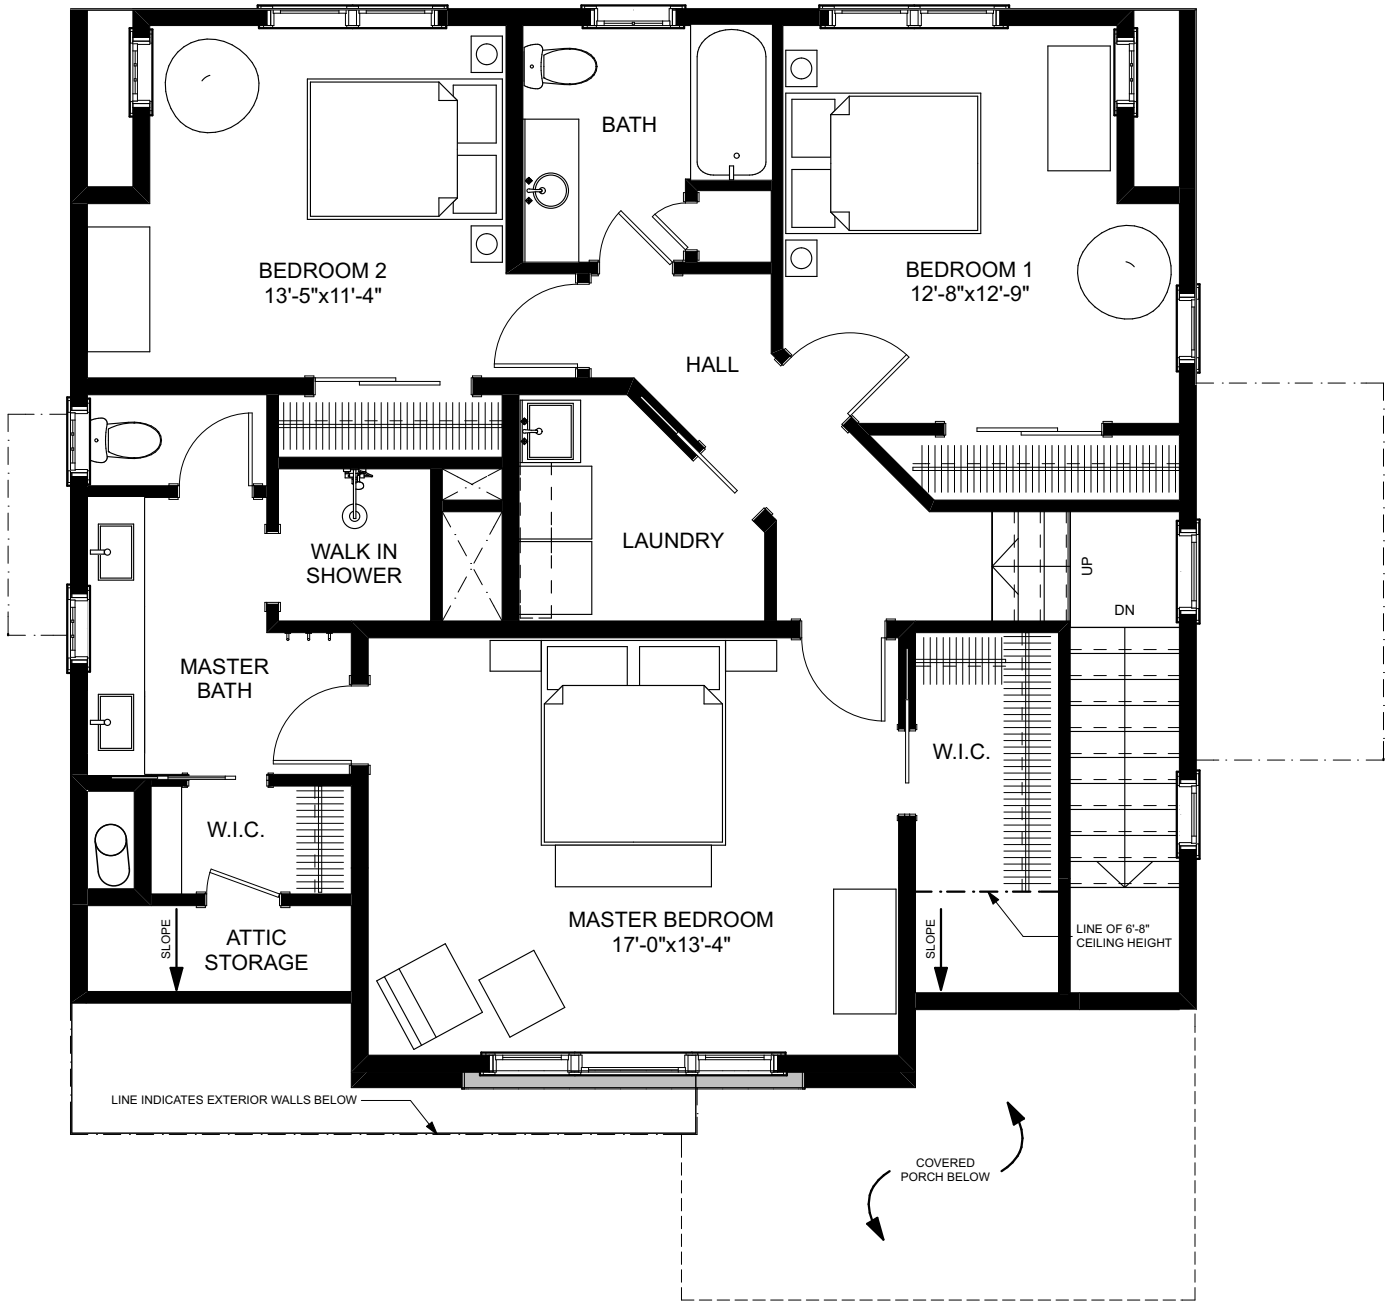 BATH
BEDROOM 2
13'-5"x11'-4"
BEDROOM 1
12'-8"x12'-9"
HALL
WALK IN
SHOWER
LAUNDRY
UP
DN
MASTER
BATH
W.I.C.
W.I.C.
MASTER BEDROOM
17'-0"x13'-4"
SLOPE
ATTIC
STORAGE
SLOPE
LINE OF 6'-8"
CEILING HEIGHT
LINE INDICATES EXTERIOR WALLS BELOW
COVERED
PORCH BELOW